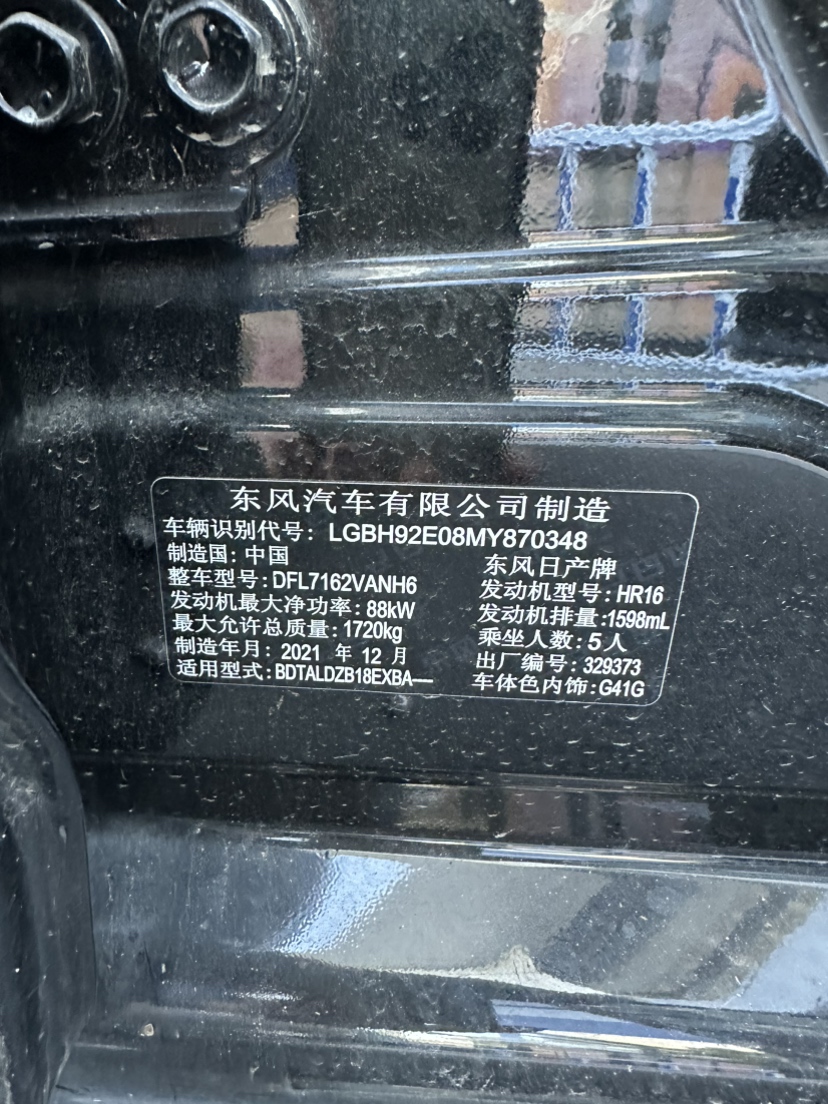 东风汽车有限公司制造
车辆识别代号: LGBH92E08MY870348
制造国: 中国 东风日产牌
整车型号: DFL7162VANH6 发动机型号: HR16
发动机最大净功率: 88kW 发动机排量: 1598mL
最大允许总质量: 1720kg 乘坐人数: 5人
制造年月: 2021 年 12 月 出厂编号: 329373
适用型式: BDTALDZB18EXBA— 车体色内饰: G41G